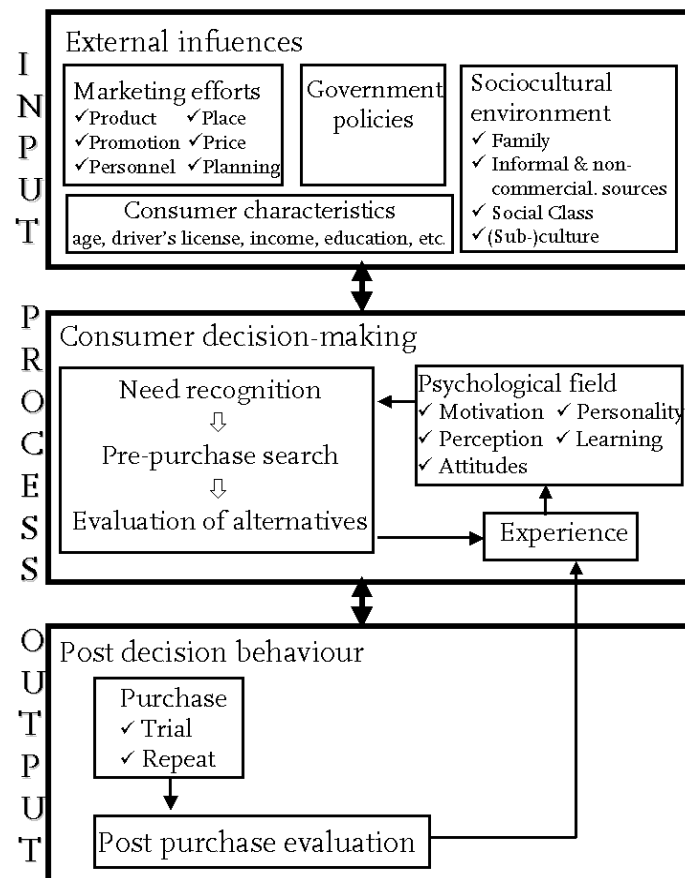 INPUT
External infuences
Marketing efforts
✓Product ✓Place
✓Promotion ✓Price
✓Personnel ✓Planning
Government
policies
Sociocultural
environment
✓ Family
✓ Informal & non-
commercial. sources
✓ Social Class
✓ (Sub-)culture
Consumer characteristics
age, driver's license, income, education, etc.
PROCESS
Consumer decision-making
Need recognition
⇩
Pre-purchase search
⇩
Evaluation of alternatives
Psychological field
✓ Motivation ✓ Personality
✓ Perception ✓ Learning
✓ Attitudes
Experience
OUTPUT
Post decision behaviour
Purchase
✓ Trial
✓ Repeat
Post purchase evaluation